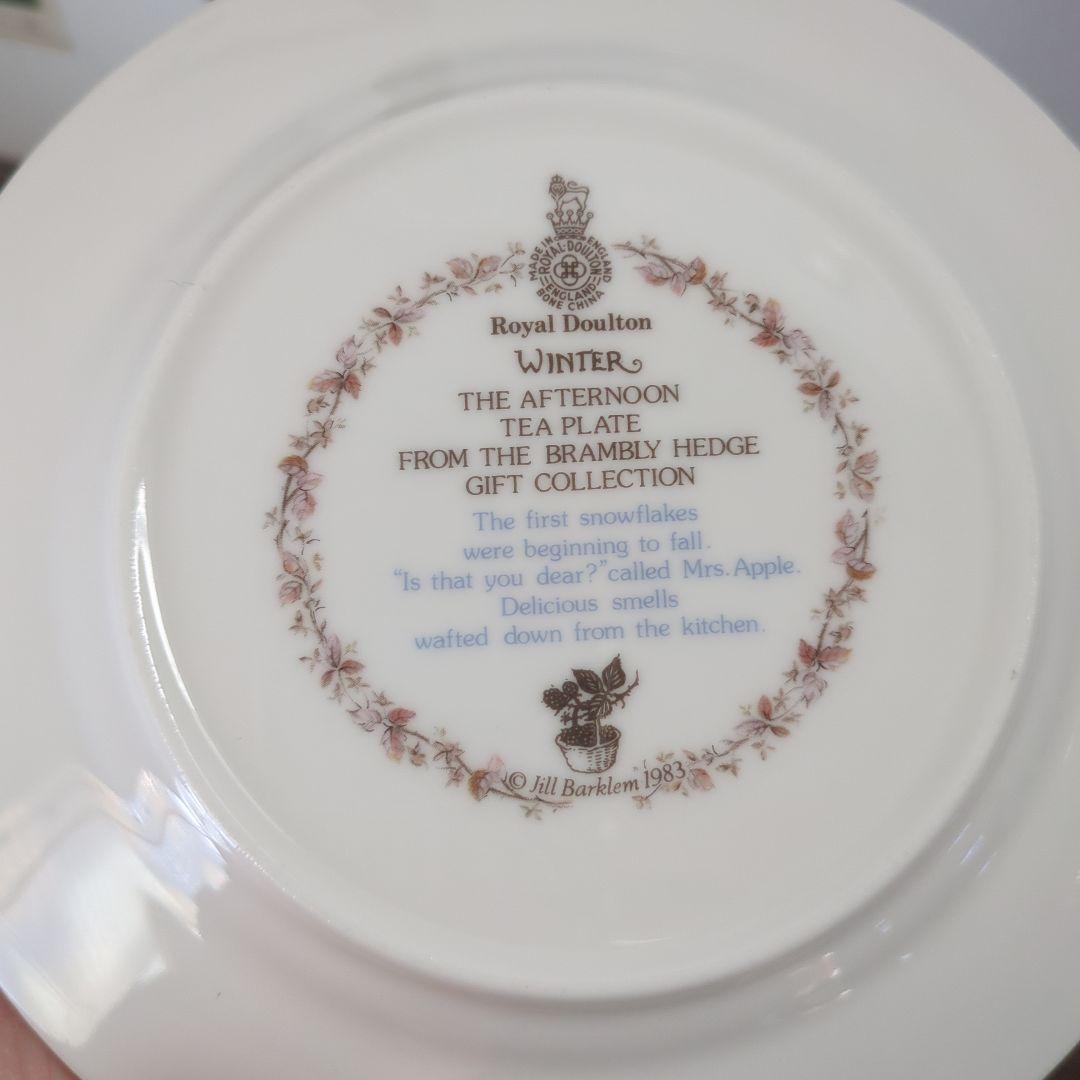 MADE IN ENGLAND
ROYAL·DOULTON
ENGLAND
BONE CHINA
Royal Doulton
WINTER
THE AFTERNOON
TEA PLATE
FROM THE BRAMBLY HEDGE
GIFT COLLECTION
The first snowflakes
were beginning to fall.
“Is that you dear?”called Mrs. Apple.
Delicious smells
wafted down from the kitchen.
© Jill Barklem 1983